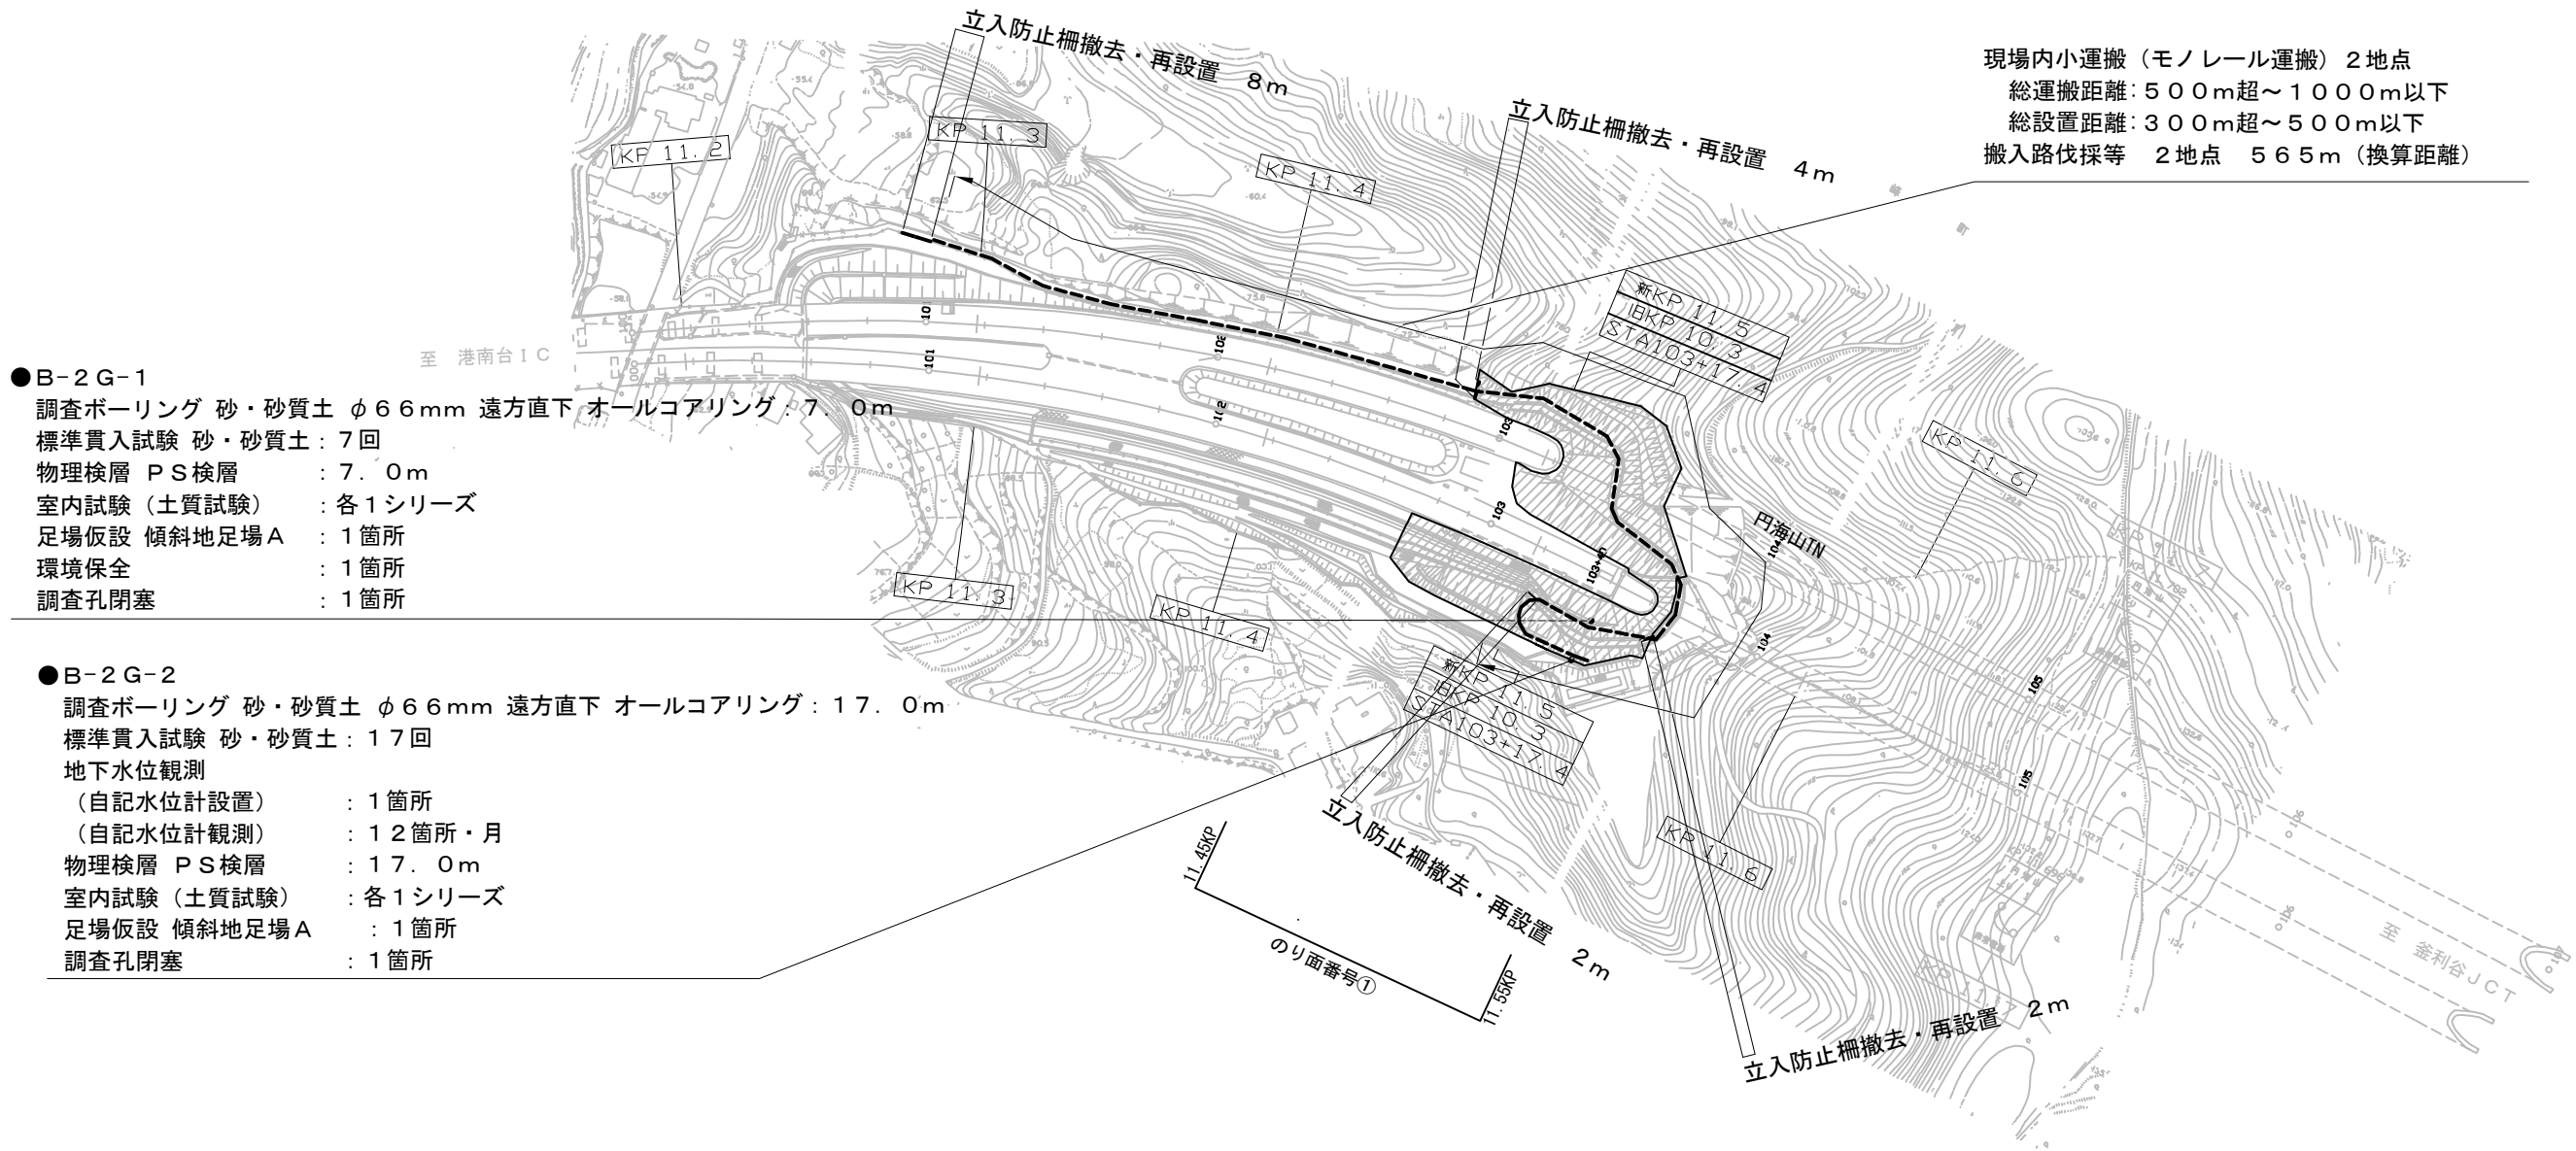 立入防止柵撤去・再設置　８ｍ
現場内小運搬（モノレール運搬）２地点
総運搬距離：５００ｍ超～１０００ｍ以下
総設置距離：３００ｍ超～５００ｍ以下
搬入路伐採等　２地点　５６５ｍ（換算距離）
立入防止柵撤去・再設置　４ｍ
KP 11.2
KP 11.3
KP 11.4
新KP 11.5
旧KP 10.3
STA103+17.4
KP 11.6
至　港南台ＩＣ
101
101
102
102
103
103
103+40
円海山TN
104
104
105
105
106
106
●Ｂ−２Ｇ−１
調査ボーリング 砂・砂質土 φ６６mm 遠方直下 オールコアリング：７．０ｍ
標準貫入試験 砂・砂質土：７回
物理検層 ＰＳ検層　：７．０ｍ
室内試験（土質試験）　：各１シリーズ
足場仮設 傾斜地足場Ａ　：１箇所
環境保全　：１箇所
調査孔閉塞　：１箇所
KP 11.3
KP 11.4
新KP 11.5
旧KP 10.3
STA103+17.4
KP 11.6
●Ｂ−２Ｇ−２
調査ボーリング 砂・砂質土 φ６６mm 遠方直下 オールコアリング：１７．０ｍ
標準貫入試験 砂・砂質土：１７回
地下水位観測
（自記水位計設置）　：１箇所
（自記水位計観測）　：１２箇所・月
物理検層 ＰＳ検層　：１７．０ｍ
室内試験（土質試験）　：各１シリーズ
足場仮設 傾斜地足場Ａ　：１箇所
調査孔閉塞　：１箇所
立入防止柵撤去・再設置　２ｍ
11.45KP
のり面番号①
11.55KP
立入防止柵撤去・再設置　２ｍ
KP 11.7
至　釜利谷ＪＣＴ